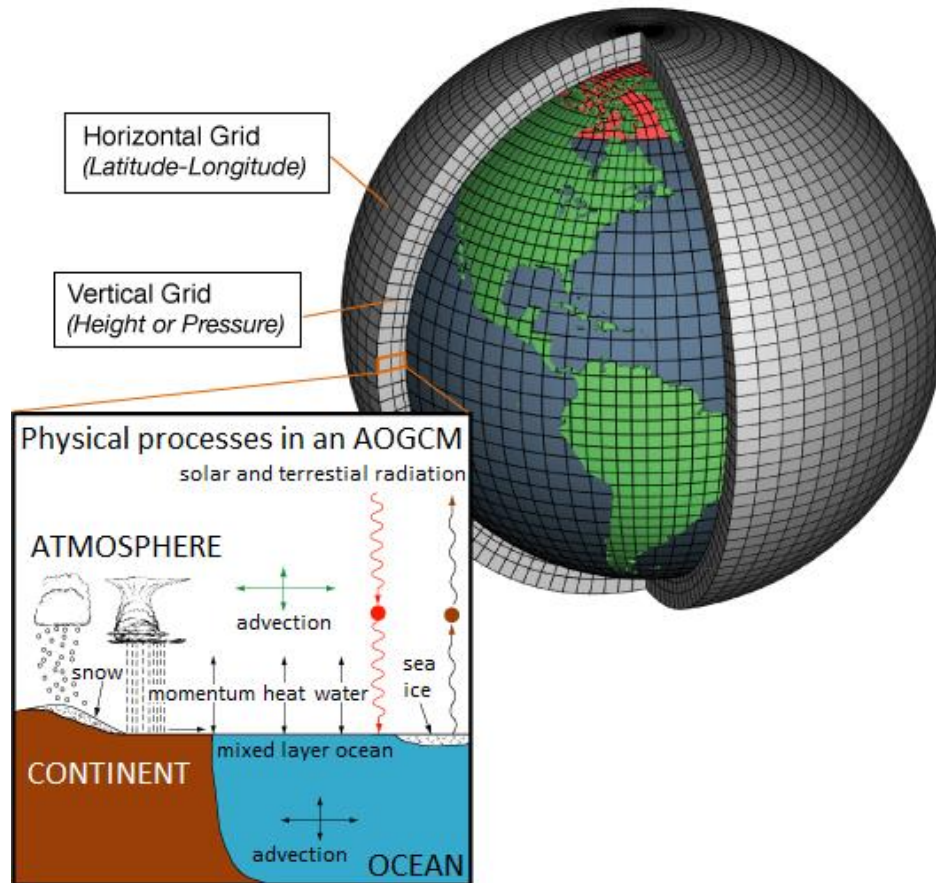 Horizontal Grid
(Latitude-Longitude)
Vertical Grid
(Height or Pressure)
Physical processes in an AOGCM
solar and terrestial radiation
ATMOSPHERE
advection
snow
sea
ice
momentum heat water
mixed layer ocean
CONTINENT
advection
OCEAN